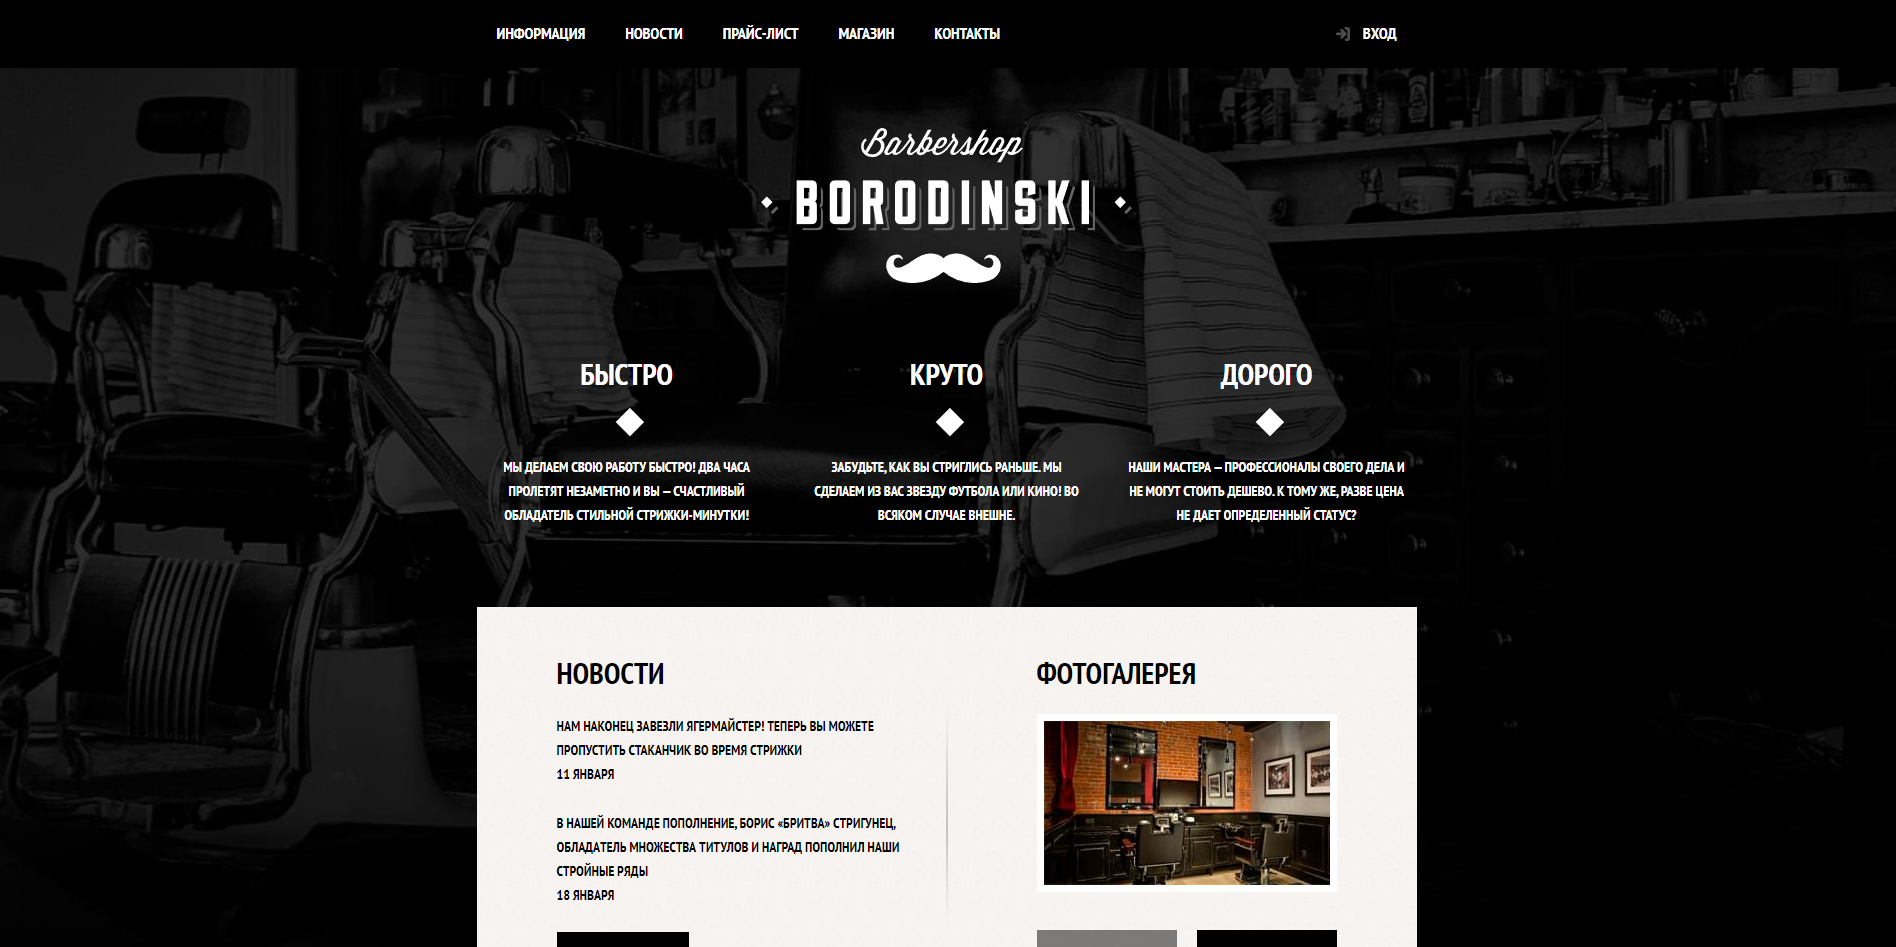 ИНФОРМАЦИЯ НОВОСТИ ПРАЙС-ЛИСТ МАГАЗИН КОНТАКТЫ ВХОД
Barbershop
BORODINSKI
БЫСТРО
МЫ ДЕЛАЕМ СВОЮ РАБОТУ БЫСТРО! ДВА ЧАСА
ПРОЛЕТЯТ НЕЗАМЕТНО И ВЫ — СЧАСТЛИВЫЙ
ОБЛАДАТЕЛЬ СТИЛЬНОЙ СТРИЖКИ-МИНУТКИ!
КРУТО
ЗАБУДЬТЕ, КАК ВЫ СТРИГЛИСЬ РАНЬШЕ. МЫ
СДЕЛАЕМ ИЗ ВАС ЗВЕЗДУ ФУТБОЛА ИЛИ КИНО! ВО
ВСЯКОМ СЛУЧАЕ ВНЕШНЕ.
ДОРОГО
НАШИ МАСТЕРА — ПРОФЕССИОНАЛЫ СВОЕГО ДЕЛА И
НЕ МОГУТ СТОИТЬ ДЕШЕВО. К ТОМУ ЖЕ, РАЗВЕ ЦЕНА
НЕ ДАЕТ ОПРЕДЕЛЕННЫЙ СТАТУС?
НОВОСТИ
НАМ НАКОНЕЦ ЗАВЕЗЛИ ЯГЕРМАЙСТЕР! ТЕПЕРЬ ВЫ МОЖЕТЕ
ПРОПУСТИТЬ СТАКАНЧИК ВО ВРЕМЯ СТРИЖКИ
11 ЯНВАРЯ
В НАШЕЙ КОМАНДЕ ПОПОЛНЕНИЕ, БОРИС «БРИТВА» СТРИГУНЕЦ,
ОБЛАДАТЕЛЬ МНОЖЕСТВА ТИТУЛОВ И НАГРАД ПОПОЛНИЛ НАШИ
СТРОЙНЫЕ РЯДЫ
18 ЯНВАРЯ
ФОТОГАЛЕРЕЯ